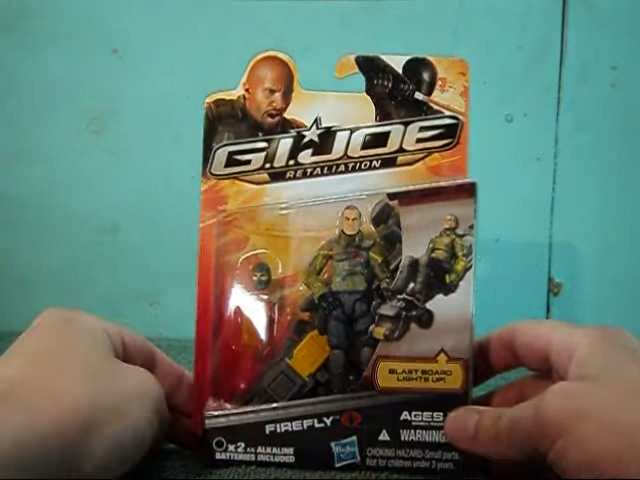 G.I.JOE
RETALIATION
BLAST BOARD
LIGHTS UP!
FIREFLY
AGES
WARNING
x2
ALKALINE
BATTERIES INCLUDED
Hasbro
CHOKING HAZARD-Small parts.
Not for children under 3 years.